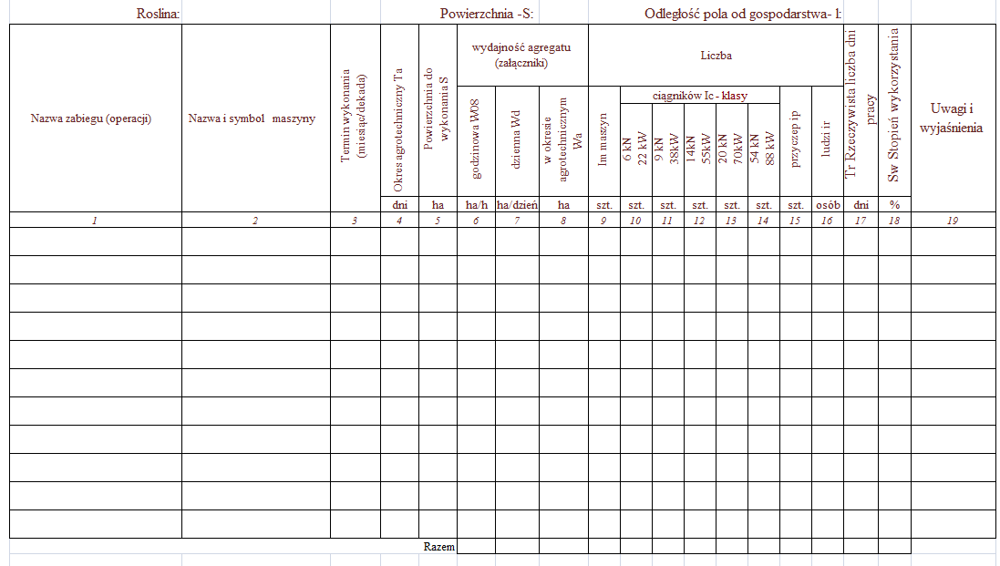 Roslina: Powierzchnia -S: Odległość pola od gospodarstwa- l:
Nazwa zabiegu (operacji)
Nazwa i symbol maszyny
Termin wykonania
(miesiąc/dekada)
Okres agrotechniczny Ta
Powierzchnia do
wykonania S
wydajność agregatu
(załączniki)
godzinowa W08
dzienna Wd
w okresie
agrotechnicznym
Wa
Liczba
Im maszyn
ciągników Ic - klasy
6 kN
22 kW
9 kN
38kW
14kN
55kW
20 kN
70kW
54 kN
88 kW
przyczep ip
ludzi ir
Tr Rzeczywista liczba dni
pracy
Sw Stopień wykorzystania
Uwagi i
wyjaśnienia
dni ha ha/h ha/dzień ha szt. szt. szt. szt. szt. szt. szt. osób dni %
1 2 3 4 5 6 7 8 9 10 11 12 13 14 15 16 17 18 19
Razem